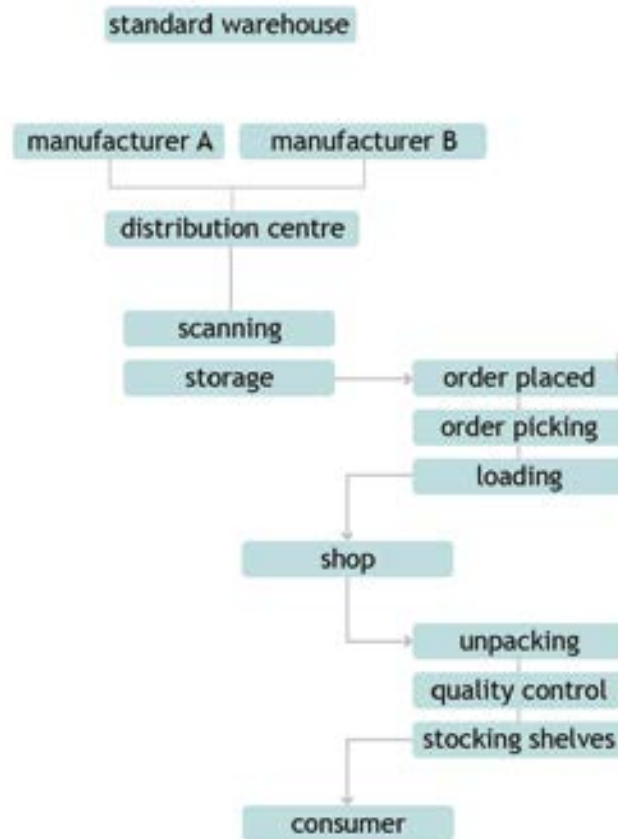 standard warehouse
manufacturer A manufacturer B
distribution centre
scanning
storage order placed
order picking
loading
shop
unpacking
quality control
stocking shelves
consumer